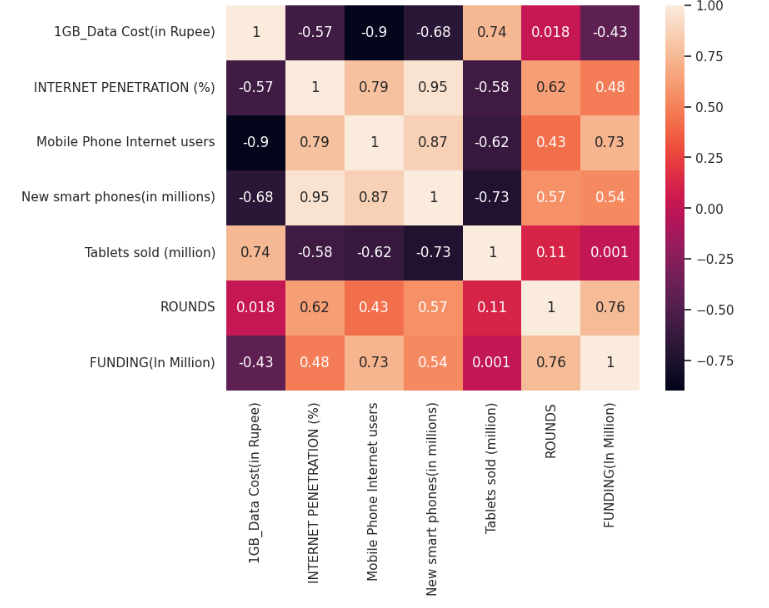 1GB_Data Cost(in Rupee) 1 -0.57 -0.9 -0.68 0.74 0.018 -0.43
INTERNET PENETRATION (%) -0.57 1 0.79 0.95 -0.58 0.62 0.48
Mobile Phone Internet users -0.9 0.79 1 0.87 -0.62 0.43 0.73
New smart phones(in millions) -0.68 0.95 0.87 1 -0.73 0.57 0.54
Tablets sold (million) 0.74 -0.58 -0.62 -0.73 1 0.11 0.001
ROUNDS 0.018 0.62 0.43 0.57 0.11 1 0.76
FUNDING(In Million) -0.43 0.48 0.73 0.54 0.001 0.76 1
1GB_Data Cost(in Rupee)
INTERNET PENETRATION (%)
Mobile Phone Internet users
New smart phones(in millions)
Tablets sold (million)
ROUNDS
FUNDING(In Million)
1.00
0.75
0.50
0.25
0.00
−0.25
−0.50
−0.75